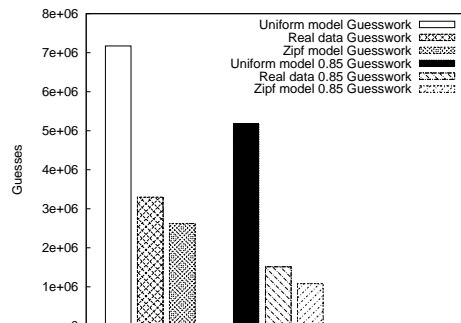 8e+06
7e+06
6e+06
5e+06
4e+06
3e+06
2e+06
1e+06
Guesses
Uniform model Guesswork
Real data Guesswork
Zipf model Guesswork
Uniform model 0.85 Guesswork
Real data 0.85 Guesswork
Zipf model 0.85 Guesswork